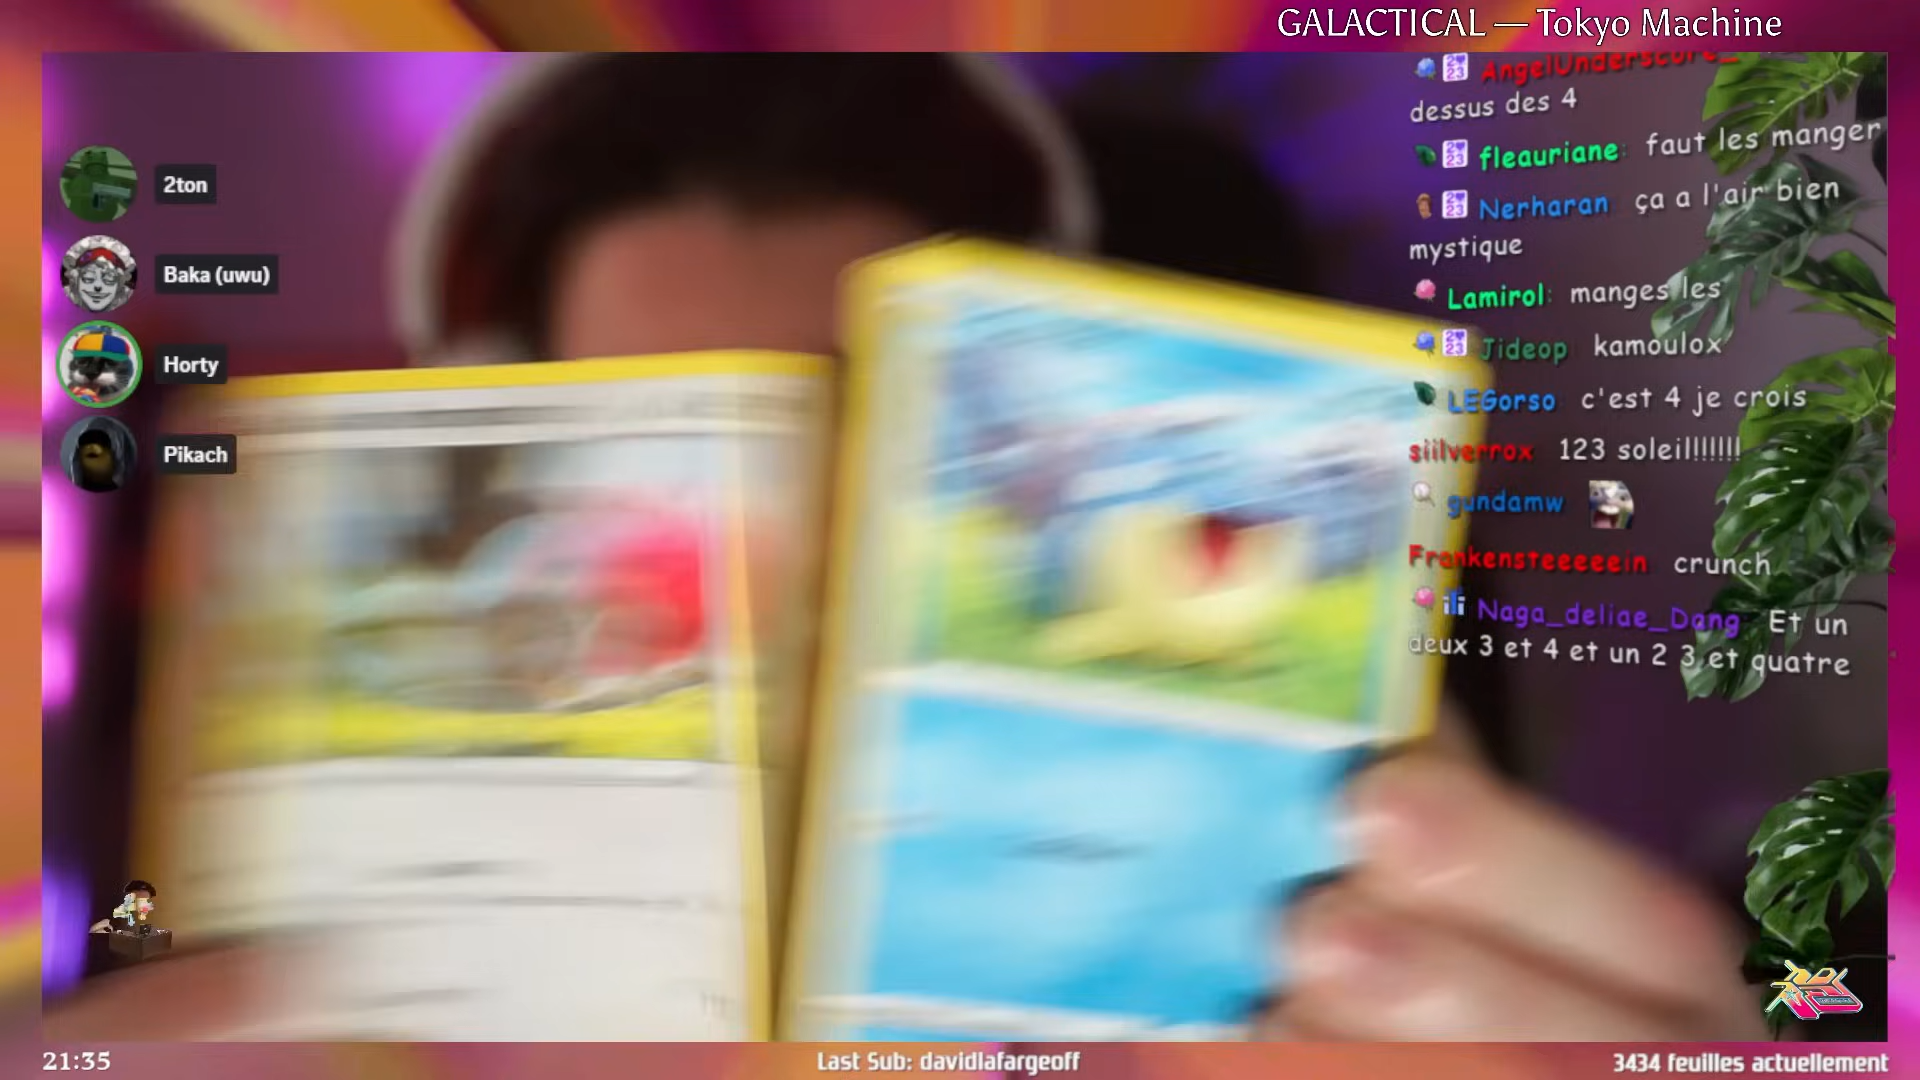 GALACTICAL — Tokyo Machine
AngelUnderscore_
dessus des 4
fleauriane: faut les manger
Nerharan ça a l'air bien
mystique
Lamirol: manges les
Jideop kamoulox
LEGorso c'est 4 je crois
siilverrox 123 soleil!!!!!!!
gundamw
Frankensteeeeein crunch
Naga_deliae_Dang Et un
deux 3 et 4 et un 2 3 et quatre
2ton
Baka (uwu)
Horty
Pikach
21:35
Last Sub: davidlafargeoff
3434 feuilles actuellement